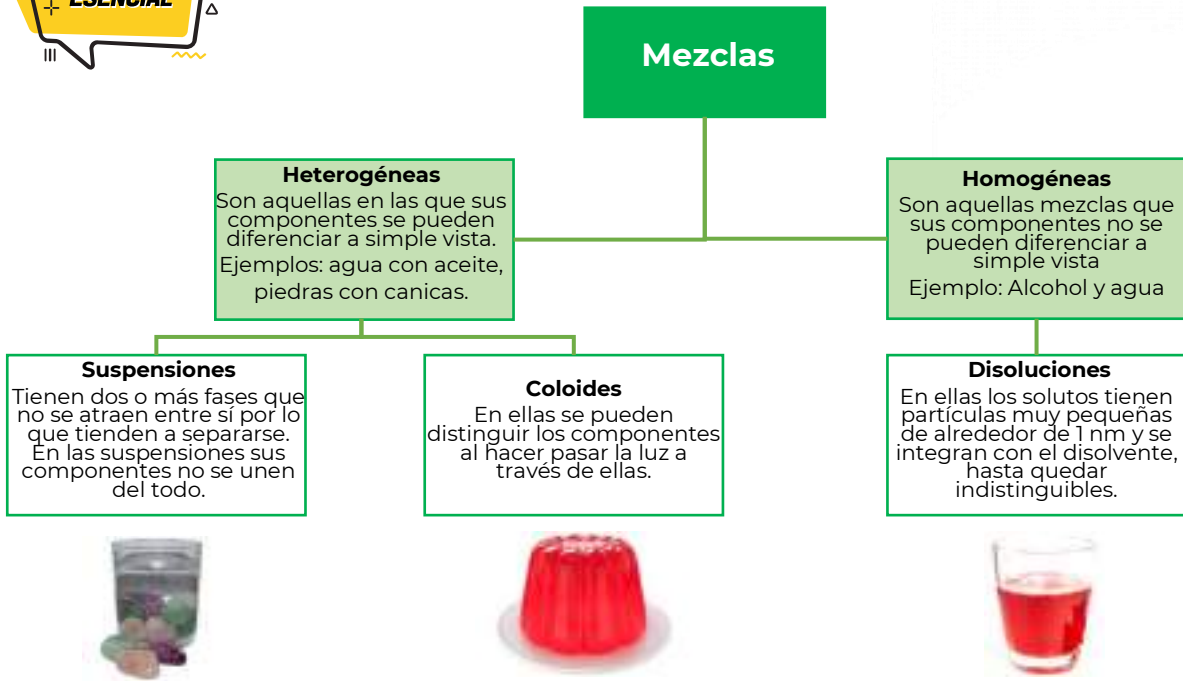 ESENCIAL
Mezclas
Heterogéneas
Son aquellas en las que sus
componentes se pueden
diferenciar a simple vista.
Ejemplos: agua con aceite,
piedras con canicas.
Homogéneas
Son aquellas mezclas que
sus componentes no se
pueden diferenciar a
simple vista
Ejemplo: Alcohol y agua
Suspensiones
Tienen dos o más fases que
no se atraen entre sí por lo
que tienden a separarse.
En las suspensiones sus
componentes no se unen
del todo.
Coloides
En ellas se pueden
distinguir los componentes
al hacer pasar la luz a
través de ellas.
Disoluciones
En ellas los solutos tienen
partículas muy pequeñas
de alrededor de 1 nm y se
integran con el disolvente,
hasta quedar
indistinguibles.